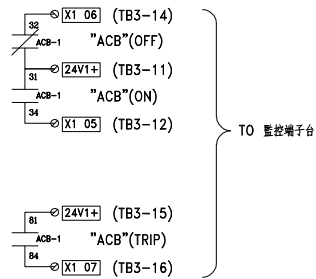 X1 06 (TB3-14)
32
ACB-1 "ACB"(OFF)
31 24V1+ (TB3-11)
ACB-1 "ACB"(ON)
34
X1 05 (TB3-12)
TO 監控端子台
81 24V1+ (TB3-15)
ACB-1 "ACB"(TRIP)
84
X1 07 (TB3-16)